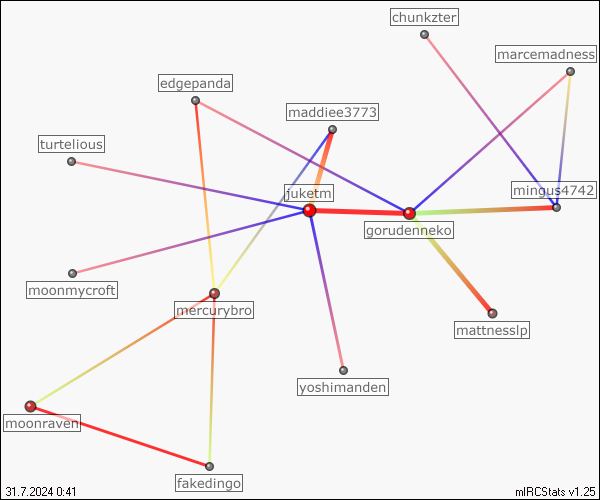 chunkzter
marcemadness
edgepanda
maddiee3773
turtelious
juketm
mingus4742
gorudenneko
moonmycroft
mercurybro
mattnesslp
yoshimanden
moonraven
fakedingo
31.7.2024 0:41
mIRCStats v1.25